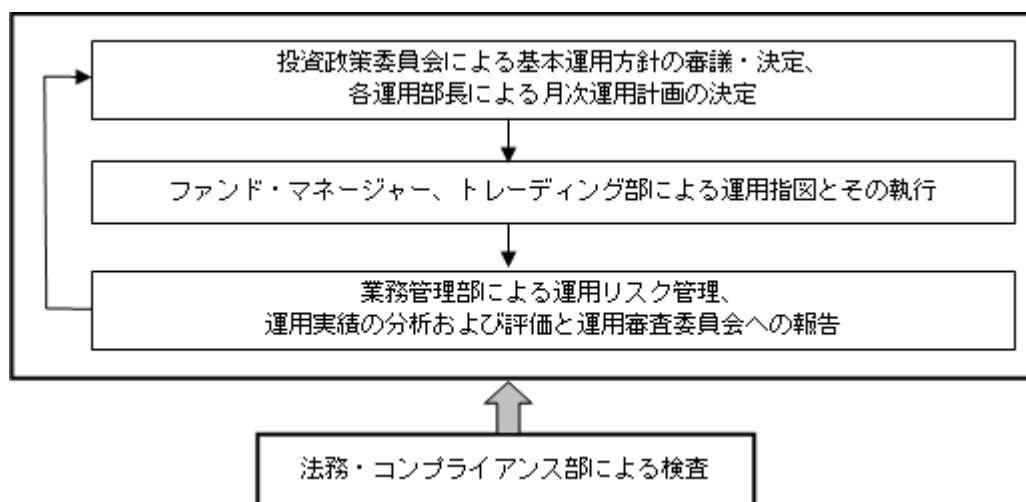 投資政策委員会による基本運用方針の審議・決定、
各運用部長による月次運用計画の決定
ファンド・マネージャー、トレーディング部による運用指図とその執行
業務管理部による運用リスク管理、
運用実績の分析および評価と運用審査委員会への報告
法務・コンプライアンス部による検査